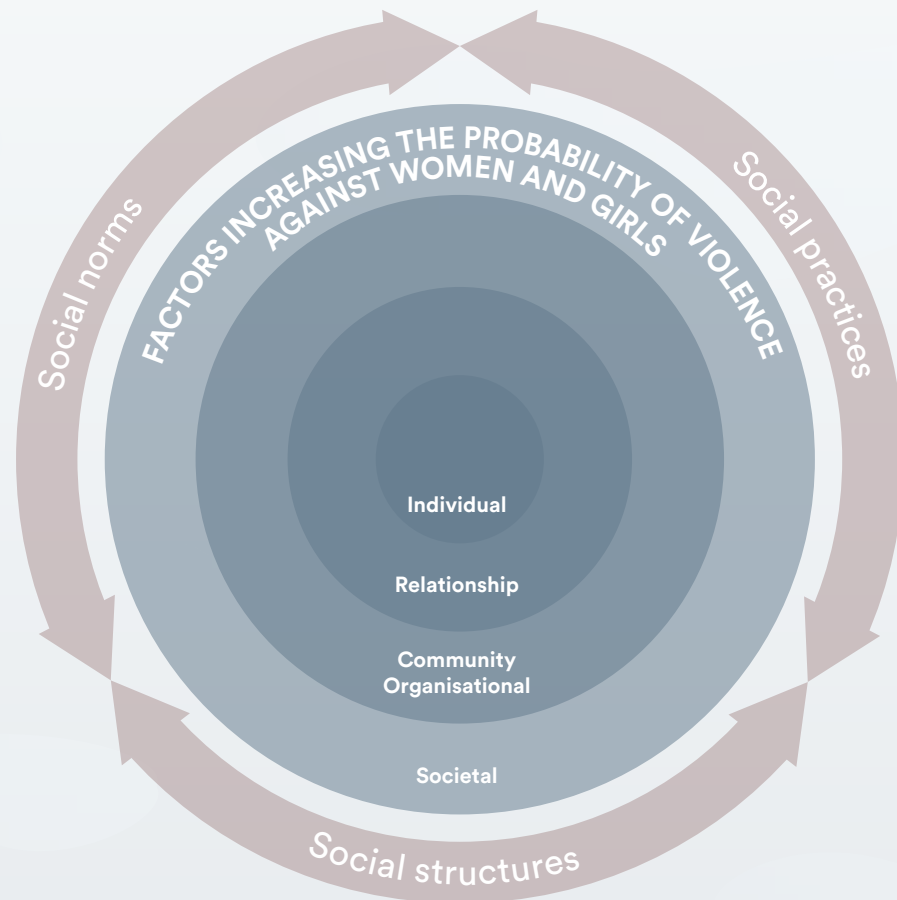 FACTORS INCREASING THE PROBABILITY OF VIOLENCE
AGAINST WOMEN AND GIRLS
Social norms
Social practices
Individual
Relationship
Community
Organisational
Societal
Social structures